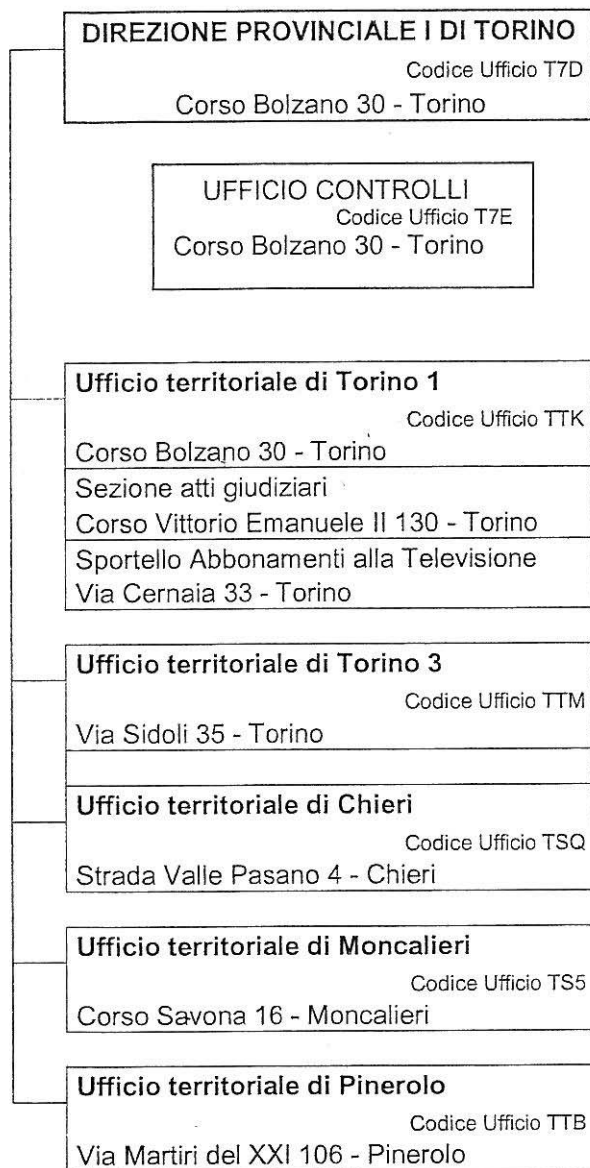 DIREZIONE PROVINCIALE I DI TORINO
Codice Ufficio T7D
Corso Bolzano 30 - Torino
UFFICIO CONTROLLI
Codice Ufficio T7E
Corso Bolzano 30 - Torino
Ufficio territoriale di Torino 1
Codice Ufficio TTK
Corso Bolzano 30 - Torino
Sezione atti giudiziari
Corso Vittorio Emanuele II 130 - Torino
Sportello Abbonamenti alla Televisione
Via Cernaia 33 - Torino
Ufficio territoriale di Torino 3
Codice Ufficio TTM
Via Sidoli 35 - Torino
Ufficio territoriale di Chieri
Codice Ufficio TSQ
Strada Valle Pasano 4 - Chieri
Ufficio territoriale di Moncalieri
Codice Ufficio TS5
Corso Savona 16 - Moncalieri
Ufficio territoriale di Pinerolo
Codice Ufficio TTB
Via Martiri del XXI 106 - Pinerolo